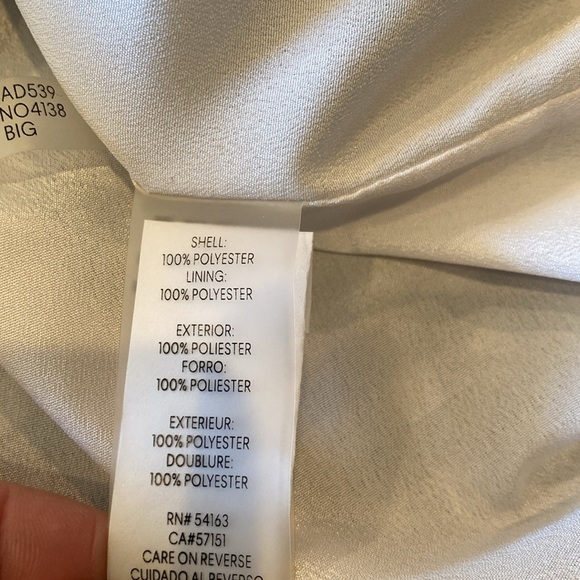 AD539
NO4138
BIG
SHELL:
100% POLYESTER
LINING:
100% POLYESTER
EXTERIOR:
100% POLIESTER
FORRO:
100% POLIESTER
EXTERIEUR:
100% POLYESTER
DOUBLURE:
100% POLYESTER
RN# 54163
CA#57151
CARE ON REVERSE
CUIDADO AL REVERSO